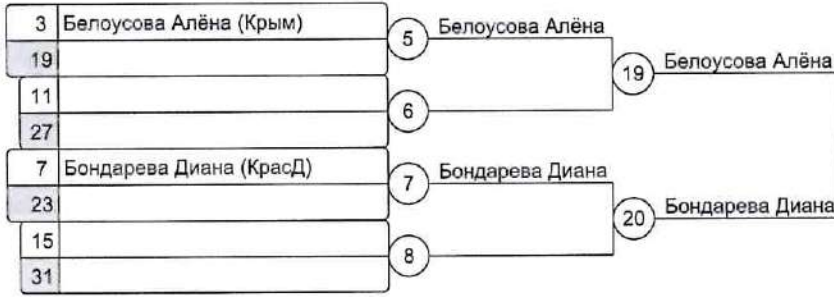 3 Белоусова Алёна (Крым)
19
11
27
7 Бондарева Диана (КрасД)
23
15
31
5 Белоусова Алёна
6
7 Бондарева Диана
8
19 Белоусова Алёна
20 Бондарева Диана